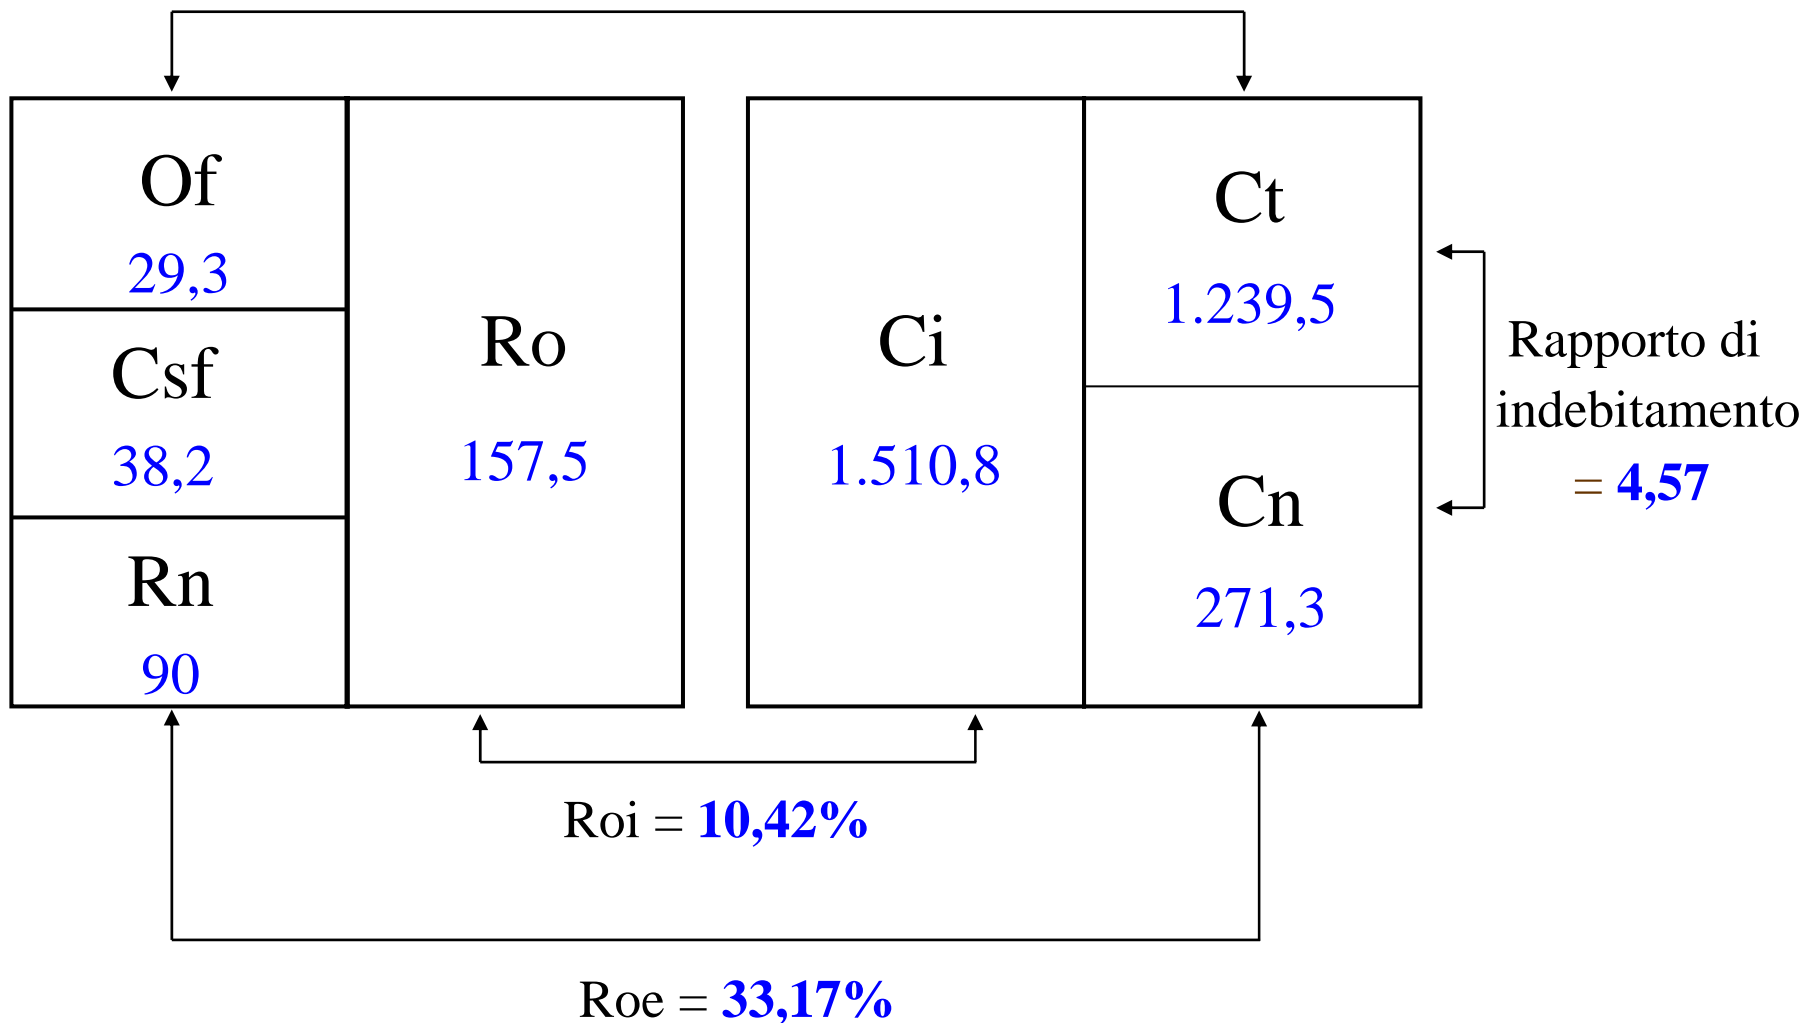 Of
29,3
Csf
38,2
Rn
90
Ro
157,5
Ci
1.510,8
Ct
1.239,5
Cn
271,3
Rapporto di
indebitamento
= 4,57
Roi = 10,42%
Roe = 33,17%